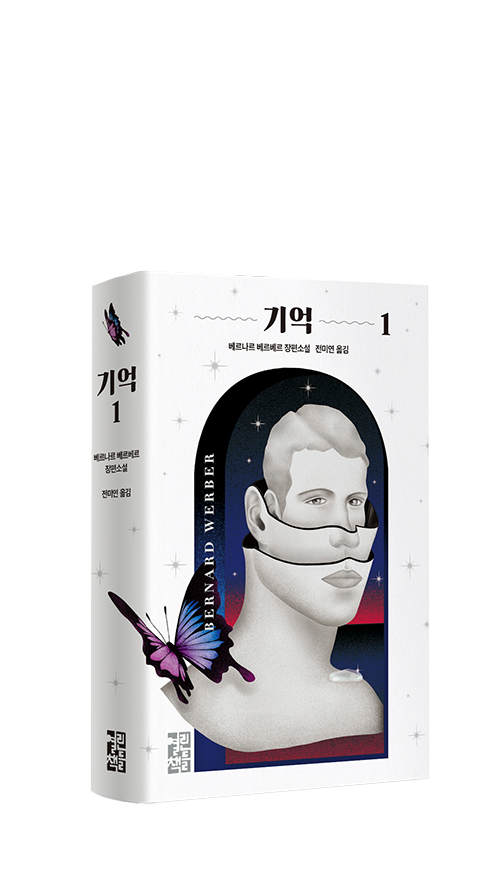 기억
1
베르나르 베르베르
장편소설
전미연 옮김
열린책들
기억 1
베르나르 베르베르 장편소설 전미연 옮김
BERNARD WERBER
열린책들